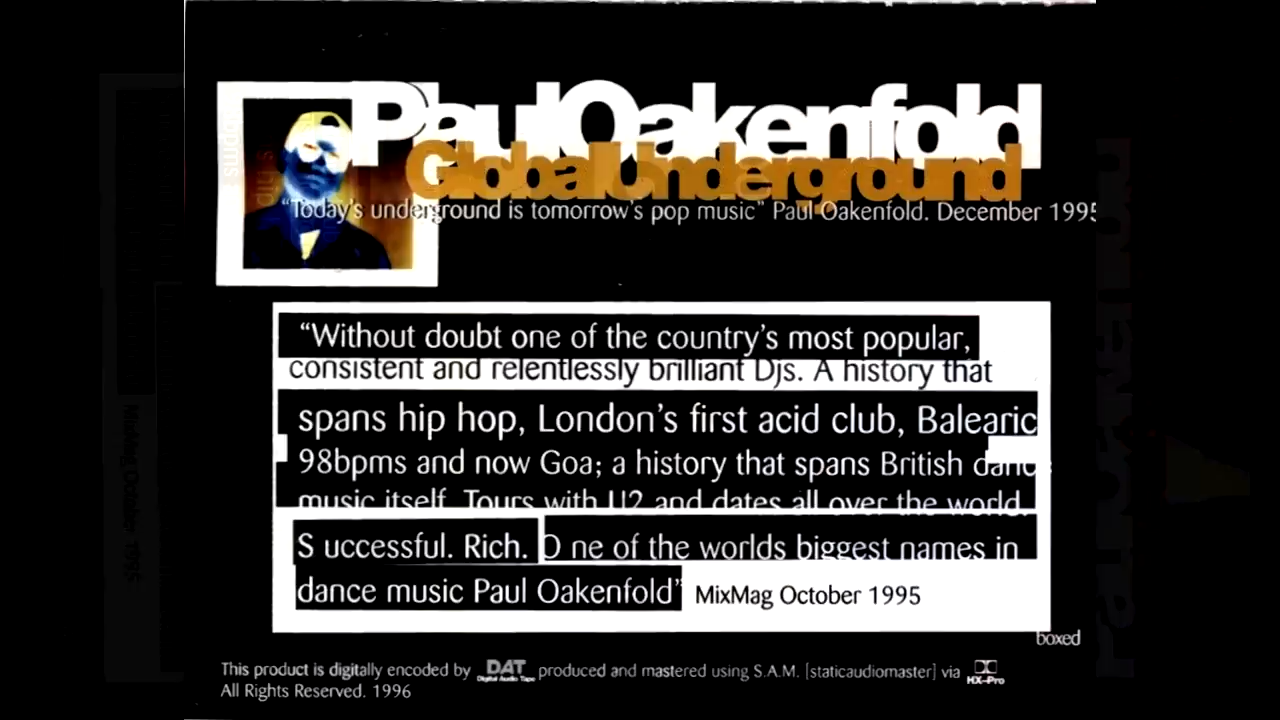 PaulOakenfold
GlobalUnderground
“Today’s underground is tomorrow’s pop music” Paul Oakenfold. December 1995
“Without doubt one of the country’s most popular,
consistent and relentlessly brilliant Djs. A history that
spans hip hop, London’s first acid club, Balearic
98bpms and now Goa; a history that spans British dance
music itself. Tours with U2 and dates all over the world.
S uccessful. Rich. O ne of the worlds biggest names in
dance music Paul Oakenfold” MixMag October 1995
boxed
This product is digitally encoded by DAT Digital Audio Tape produced and mastered using S.A.M. [staticaudiomaster] via HX-Pro
All Rights Reserved. 1996